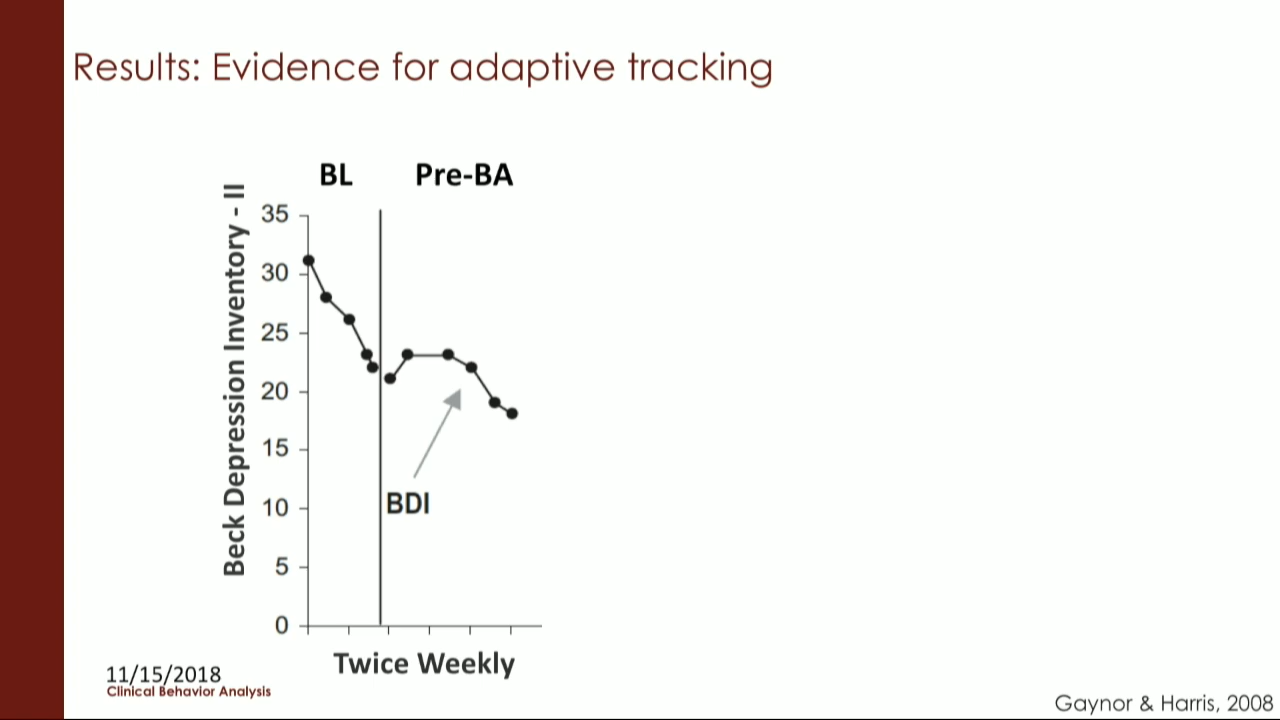 Results: Evidence for adaptive tracking
BL Pre-BA
Beck Depression Inventory - II
35
30
25
20
15
10
5
0
BDI
Twice Weekly
11/15/2018
Clinical Behavior Analysis
Gaynor & Harris, 2008